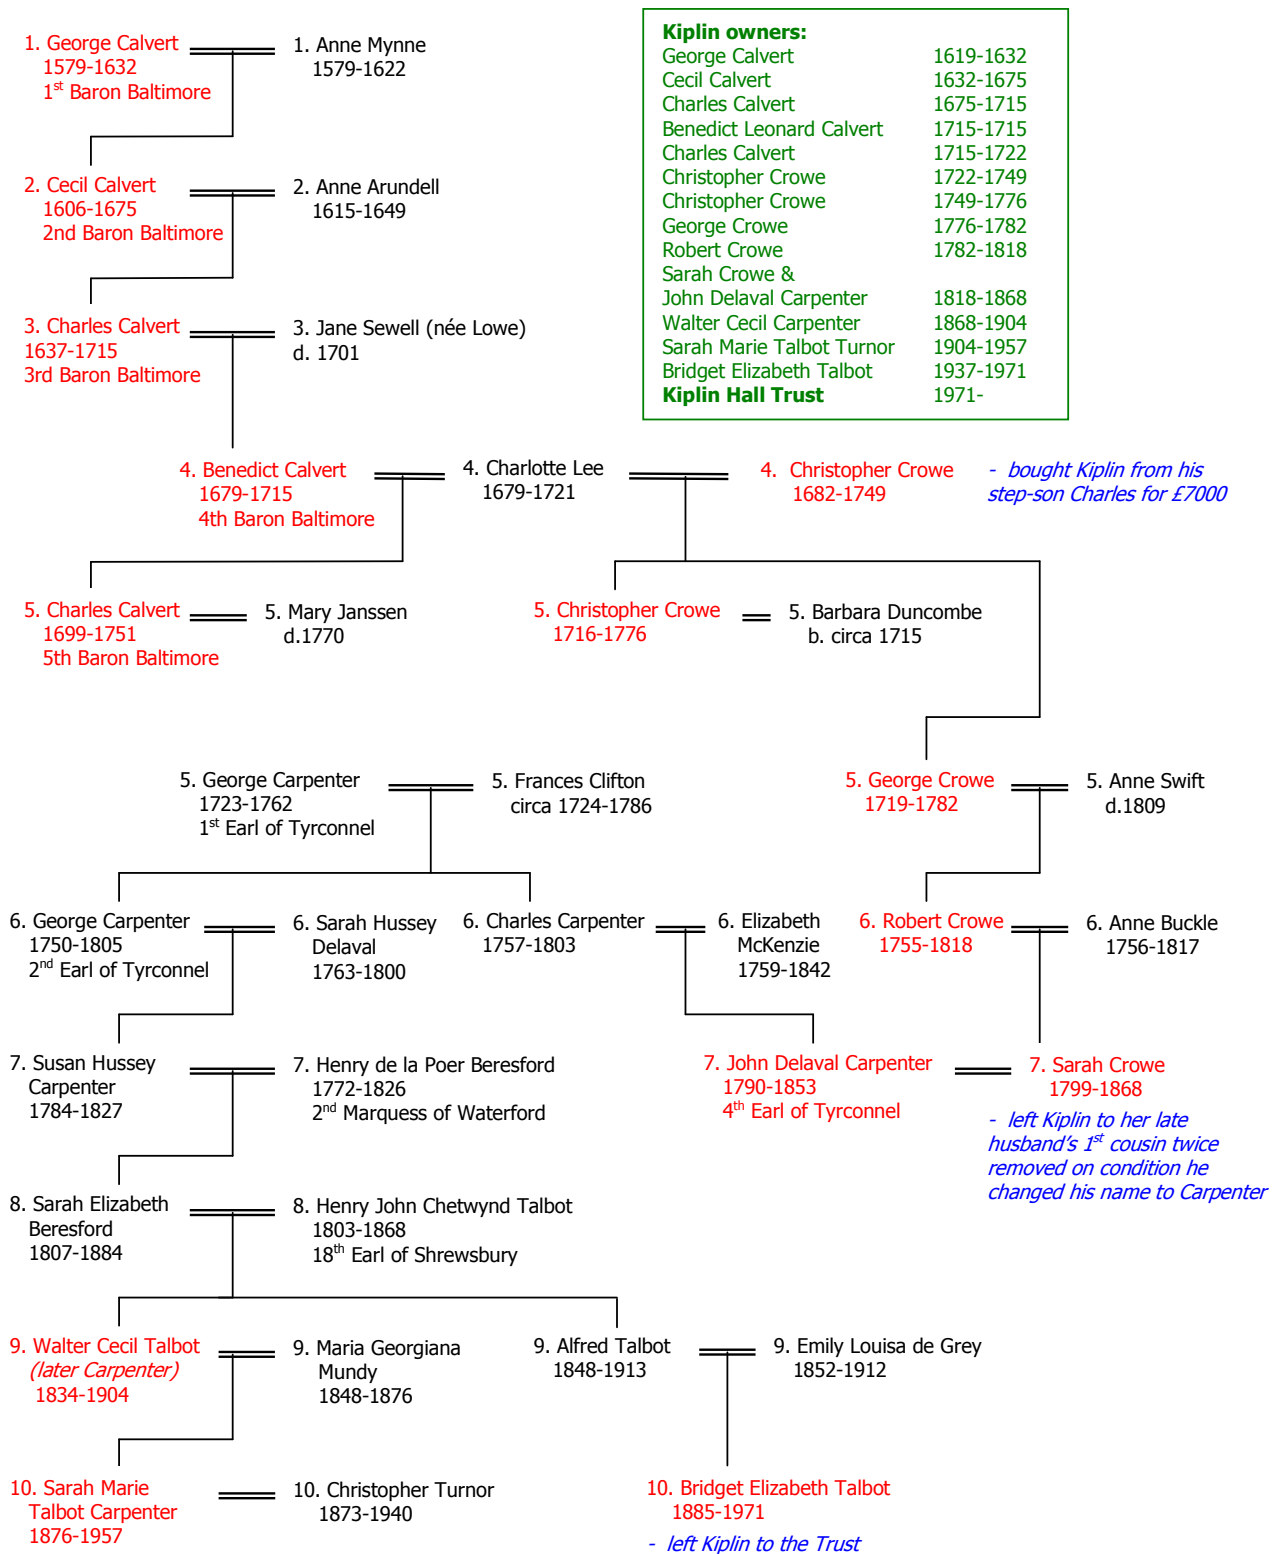 1. George Calvert
1579-1632
1st Baron Baltimore
1. Anne Mynne
1579-1622
Kiplin owners:
George Calvert 1619-1632
Cecil Calvert 1632-1675
Charles Calvert 1675-1715
Benedict Leonard Calvert 1715-1715
Charles Calvert 1715-1722
Christopher Crowe 1722-1749
Christopher Crowe 1749-1776
George Crowe 1776-1782
Robert Crowe 1782-1818
Sarah Crowe &
John Delaval Carpenter 1818-1868
Walter Cecil Carpenter 1868-1904
Sarah Marie Talbot Turnor 1904-1957
Bridget Elizabeth Talbot 1937-1971
Kiplin Hall Trust 1971-
2. Cecil Calvert
1606-1675
2nd Baron Baltimore
2. Anne Arundell
1615-1649
3. Charles Calvert
1637-1715
3rd Baron Baltimore
3. Jane Sewell (née Lowe)
d. 1701
4. Benedict Calvert
1679-1715
4th Baron Baltimore
4. Charlotte Lee
1679-1721
4. Christopher Crowe
1682-1749
- bought Kiplin from his
step-son Charles for £7000
5. Charles Calvert
1699-1751
5th Baron Baltimore
5. Mary Janssen
d.1770
5. Christopher Crowe
1716-1776
5. Barbara Duncombe
b. circa 1715
5. George Carpenter
1723-1762
1st Earl of Tyrconnel
5. Frances Clifton
circa 1724-1786
5. George Crowe
1719-1782
5. Anne Swift
d.1809
6. George Carpenter
1750-1805
2nd Earl of Tyrconnel
6. Sarah Hussey
Delaval
1763-1800
6. Charles Carpenter
1757-1803
6. Elizabeth
McKenzie
1759-1842
6. Robert Crowe
1755-1818
6. Anne Buckle
1756-1817
7. Susan Hussey
Carpenter
1784-1827
7. Henry de la Poer Beresford
1772-1826
2nd Marquess of Waterford
7. John Delaval Carpenter
1790-1853
4th Earl of Tyrconnel
7. Sarah Crowe
1799-1868
- left Kiplin to her late
husband's 1st cousin twice
removed on condition he
changed his name to Carpenter
8. Sarah Elizabeth
Beresford
1807-1884
8. Henry John Chetwynd Talbot
1803-1868
18th Earl of Shrewsbury
9. Walter Cecil Talbot
(later Carpenter)
1834-1904
9. Maria Georgiana
Mundy
1848-1876
9. Alfred Talbot
1848-1913
9. Emily Louisa de Grey
1852-1912
10. Sarah Marie
Talbot Carpenter
1876-1957
10. Christopher Turnor
1873-1940
10. Bridget Elizabeth Talbot
1885-1971
- left Kiplin to the Trust